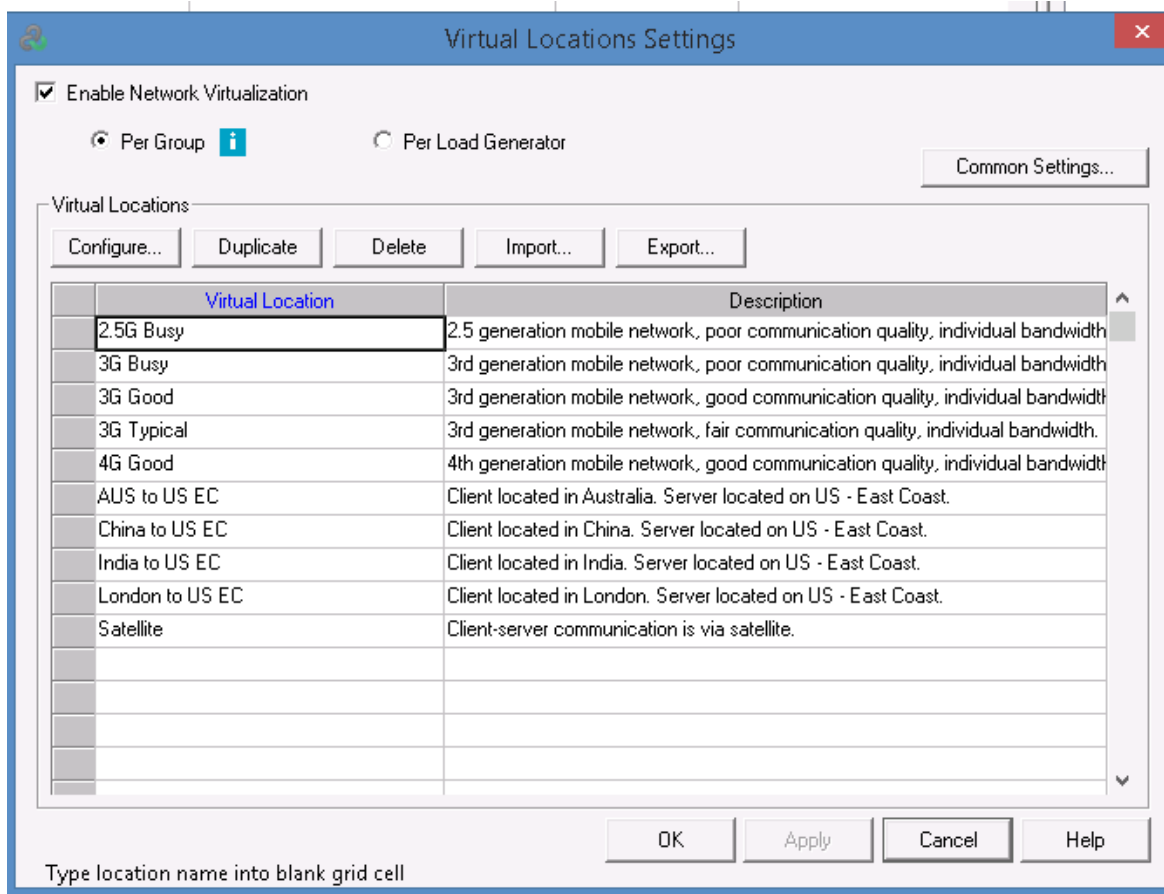 Virtual Locations Settings
Enable Network Virtualization
Per Group i Per Load Generator
Common Settings...
Virtual Locations
Configure... Duplicate Delete Import... Export...
Virtual Location Description
2.5G Busy 2.5 generation mobile network, poor communication quality, individual bandwidth
3G Busy 3rd generation mobile network, poor communication quality, individual bandwidth
3G Good 3rd generation mobile network, good communication quality, individual bandwidth
3G Typical 3rd generation mobile network, fair communication quality, individual bandwidth.
4G Good 4th generation mobile network, good communication quality, individual bandwidth
AUS to US EC Client located in Australia. Server located on US - East Coast.
China to US EC Client located in China. Server located on US - East Coast.
India to US EC Client located in India. Server located on US - East Coast.
London to US EC Client located in London. Server located on US - East Coast.
Satellite Client-server communication is via satellite.
OK Apply Cancel Help
Type location name into blank grid cell